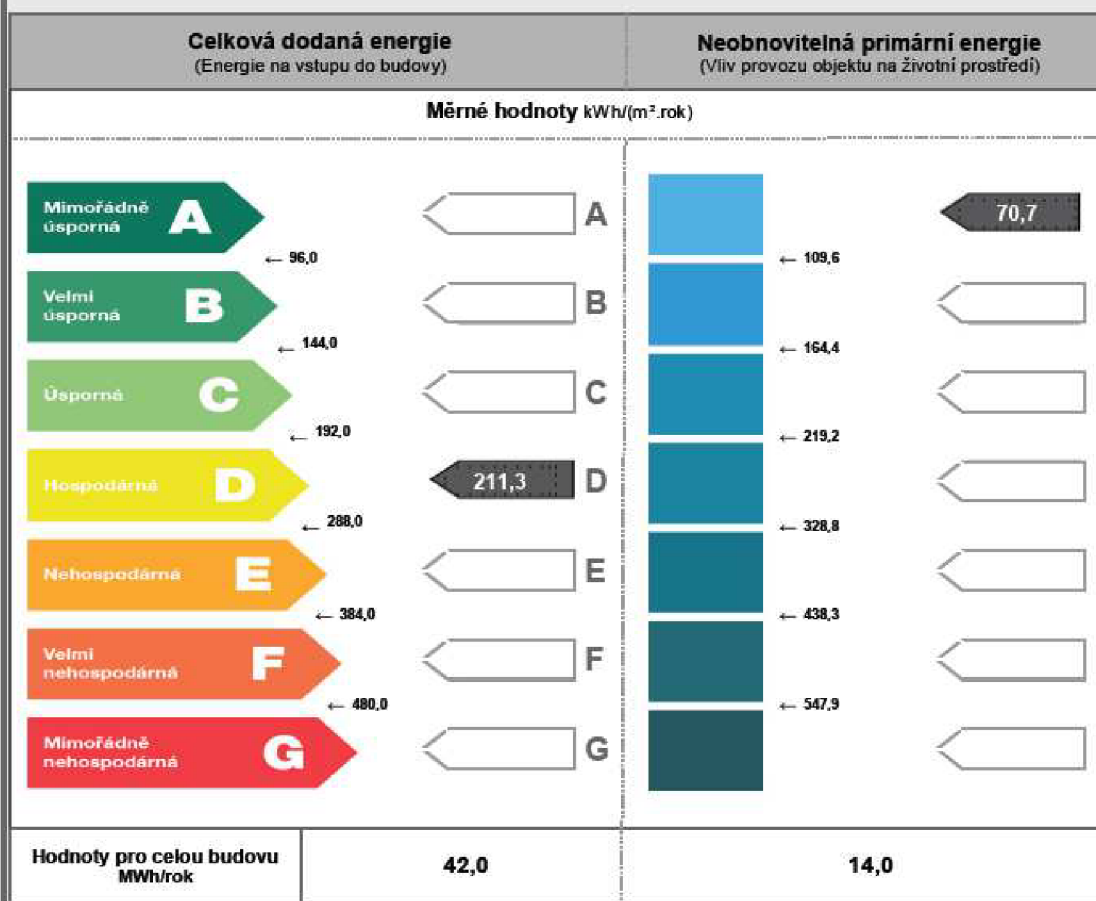 Celková dodaná energie
(Energie na vstupu do budovy)
Neobnovitelná primární energie
(Vliv provozu objektu na životní prostředí)
Měrné hodnoty kWh/(m².rok)
Mimořádně
úsporná
A
A
70,7
← 96,0
← 109,6
Velmi
úsporná
B
B
← 144,0
← 164,4
Úsporná
C
C
← 192,0
← 219,2
Hospodárná
D
211,3
D
← 288,0
← 328,8
Nehospodárná
E
E
← 384,0
← 438,3
Velmi
nehospodárná
F
F
← 480,0
← 547,9
Mimořádně
nehospodárná
G
G
Hodnoty pro celou budovu
MWh/rok
42,0
14,0